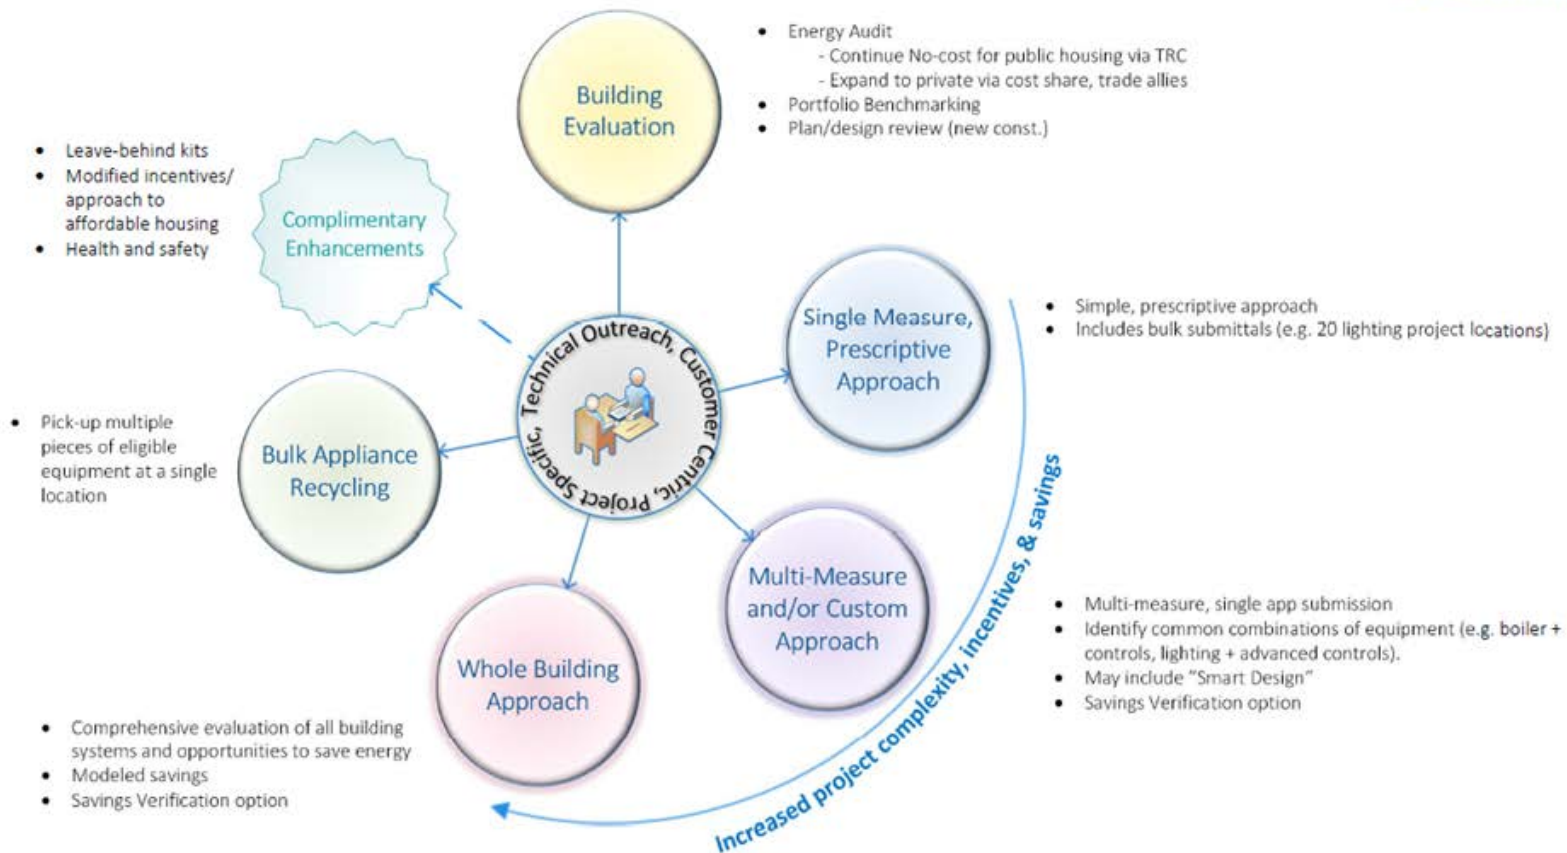 Building
Evaluation
• Energy Audit
- Continue No-cost for public housing via TRC
- Expand to private via cost share, trade allies
• Portfolio Benchmarking
• Plan/design review (new const.)
• Leave-behind kits
• Modified incentives/
approach to
affordable housing
• Health and safety
Complimentary
Enhancements
Technical Outreach, Customer Centric, Project Specific,
Single Measure,
Prescriptive
Approach
• Simple, prescriptive approach
• Includes bulk submittals (e.g. 20 lighting project locations)
• Pick-up multiple
pieces of eligible
equipment at a single
location
Bulk Appliance
Recycling
Multi-Measure
and/or Custom
Approach
• Multi-measure, single app submission
• Identify common combinations of equipment (e.g. boiler +
controls, lighting + advanced controls).
• May include "Smart Design"
• Savings Verification option
Whole Building
Approach
• Comprehensive evaluation of all building
systems and opportunities to save energy
• Modeled savings
• Savings Verification option
Increased project complexity, incentives, & savings